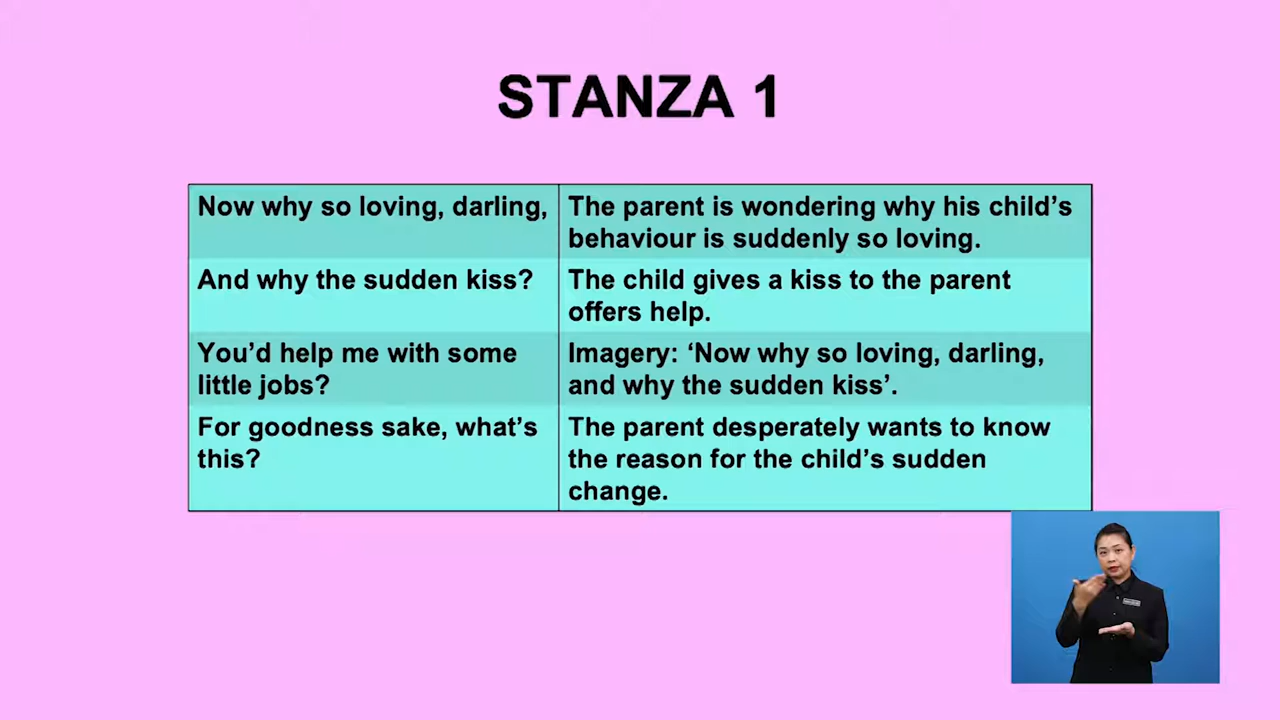 STANZA 1
Now why so loving, darling,
The parent is wondering why his child's
behaviour is suddenly so loving.
And why the sudden kiss?
The child gives a kiss to the parent
offers help.
You'd help me with some
little jobs?
Imagery: ‘Now why so loving, darling,
and why the sudden kiss’.
For goodness sake, what's
this?
The parent desperately wants to know
the reason for the child's sudden
change.